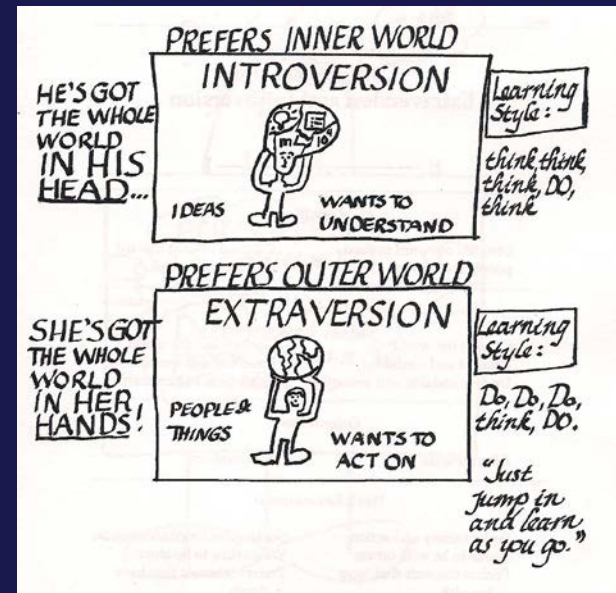 PREFERS INNER WORLD
INTROVERSION
HE'S GOT
THE WHOLE
WORLD
IN HIS
HEAD...
IDEAS
WANTS TO
UNDERSTAND
Learning
Style:
think, think,
think, DO,
think
PREFERS OUTER WORLD
EXTRAVERSION
SHE'S GOT
THE WHOLE
WORLD
IN HER
HANDS!
PEOPLE &
THINGS
WANTS TO
ACT ON
Learning
Style:
Do, Do, Do,
think, DO.
"Just
Jump in
and learn
as you go."